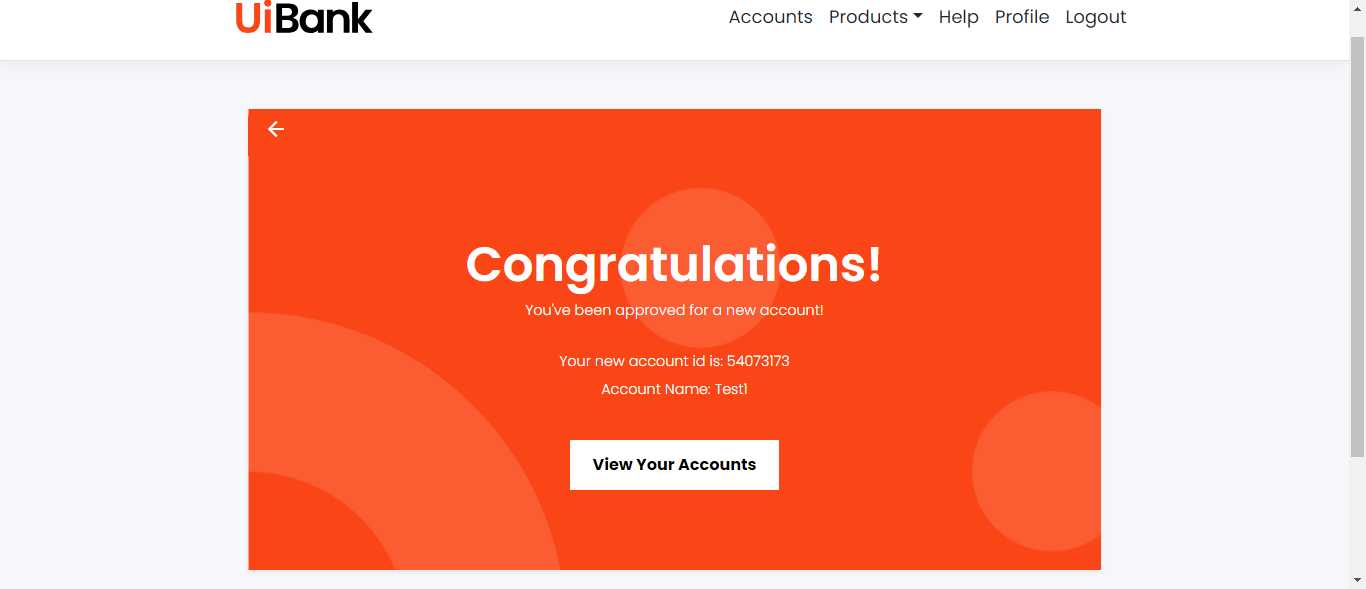 UiBank
Accounts Products Help Profile Logout
Congratulations!
You've been approved for a new account!
Your new account id is: 54073173
Account Name: Test1
View Your Accounts